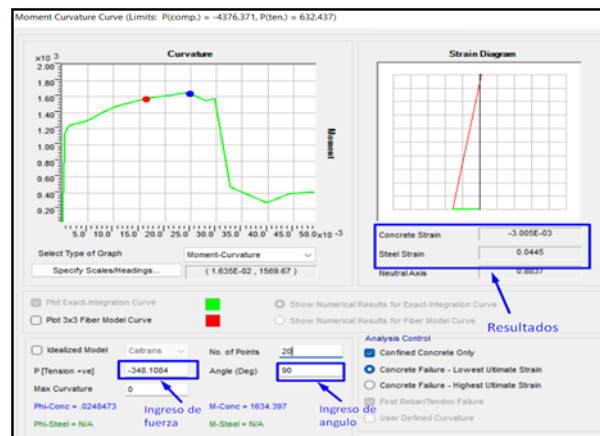 Moment Curvature Curve (Limits: P(comp.) = -4376.371, P(ten.) = 632.437)
Curvature
x10 3
2.00
1.80
1.60
1.40
1.20
1.00
0.80
0.60
0.40
0.20
Moment
5.0 10.0 15.0 20.0 25.0 30.0 35.0 40.0 45.0 50.0x10 -3
Select Type of Graph Moment-Curvature
Specify Scales/Headings... ( 1.635E-02 , 1569.67 )
Strain Diagram
Concrete Strain -3.005E-03
Steel Strain 0.0445
Neutral Axis 0.8837
Resultados
Plot Exact-Integration Curve
Show Numerical Results for Exact-Integration Curve
Plot 3x3 Fiber Model Curve
Show Numerical Results for Fiber Model Curve
Idealized Model Caltrans No. of Points 20
P [Tension +ve] -348.1084 Angle (Deg) 90
Max Curvature 0
Ingreso de fuerza
Ingreso de angulo
Phi-Conc = .0248473 M-Conc = 1634.397
Phi-Steel = N/A M-Steel = N/A
Analysis Control
Confined Concrete Only
Concrete Failure - Lowest Ultimate Strain
Concrete Failure - Highest Ultimate Strain
First Rebar/Tendon Failure
User Defined Curvature